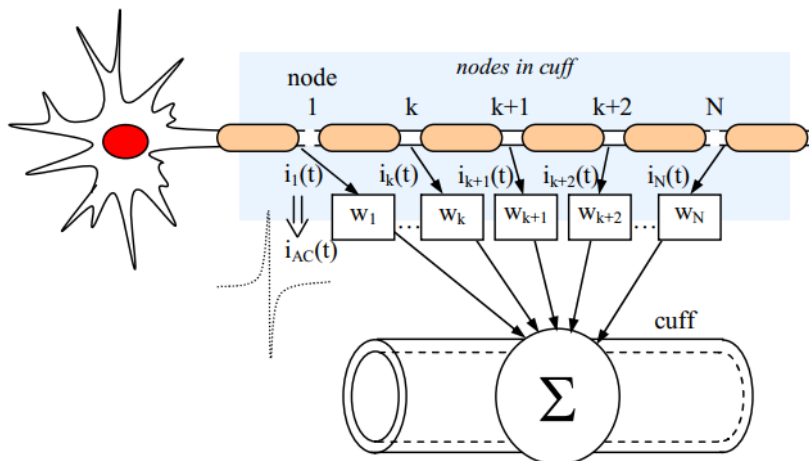 node
nodes in cuff
1 k k+1 k+2 N
i1(t) ik(t) ik+1(t) ik+2(t) iN(t)
w1 ... wk wk+1 wk+2 ... wN
iAC(t)
cuff
Σ